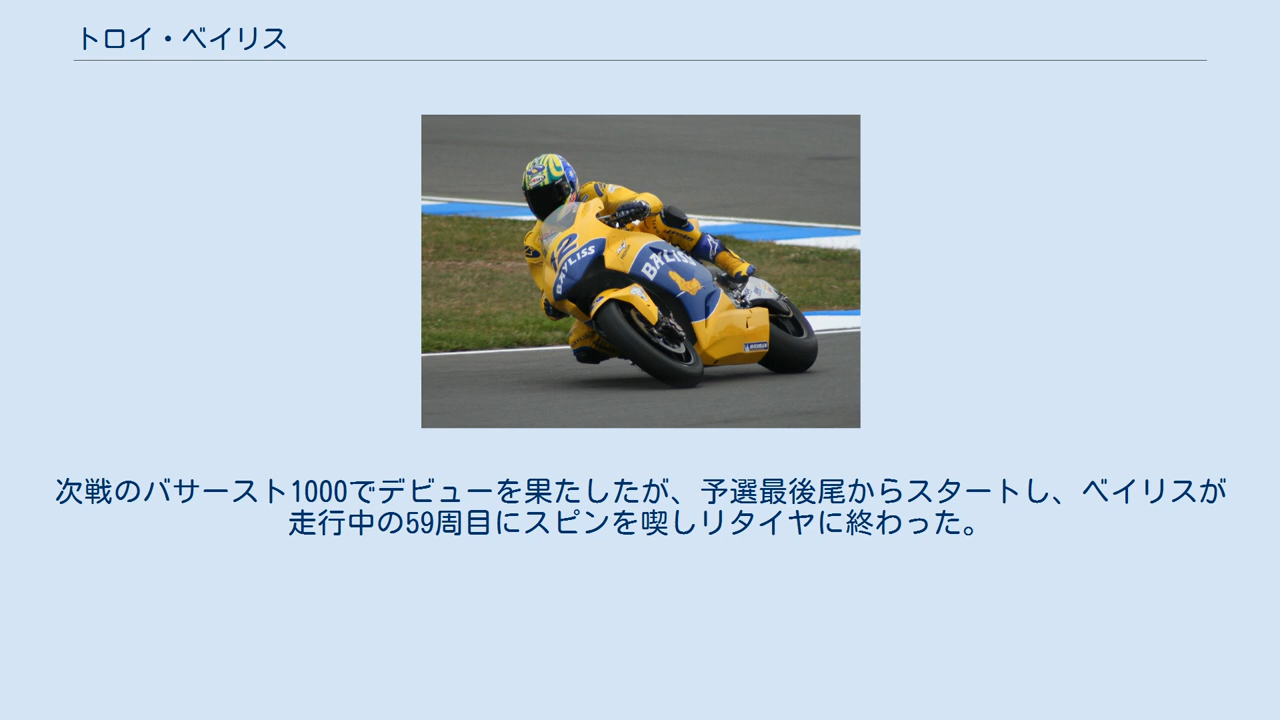 トロイ・ベイリス
12
BAYLISS
BAYLISS
次戦のバサースト1000でデビューを果たしたが、予選最後尾からスタートし、ベイリスが
走行中の59周目にスピンを喫しリタイヤに終わった。